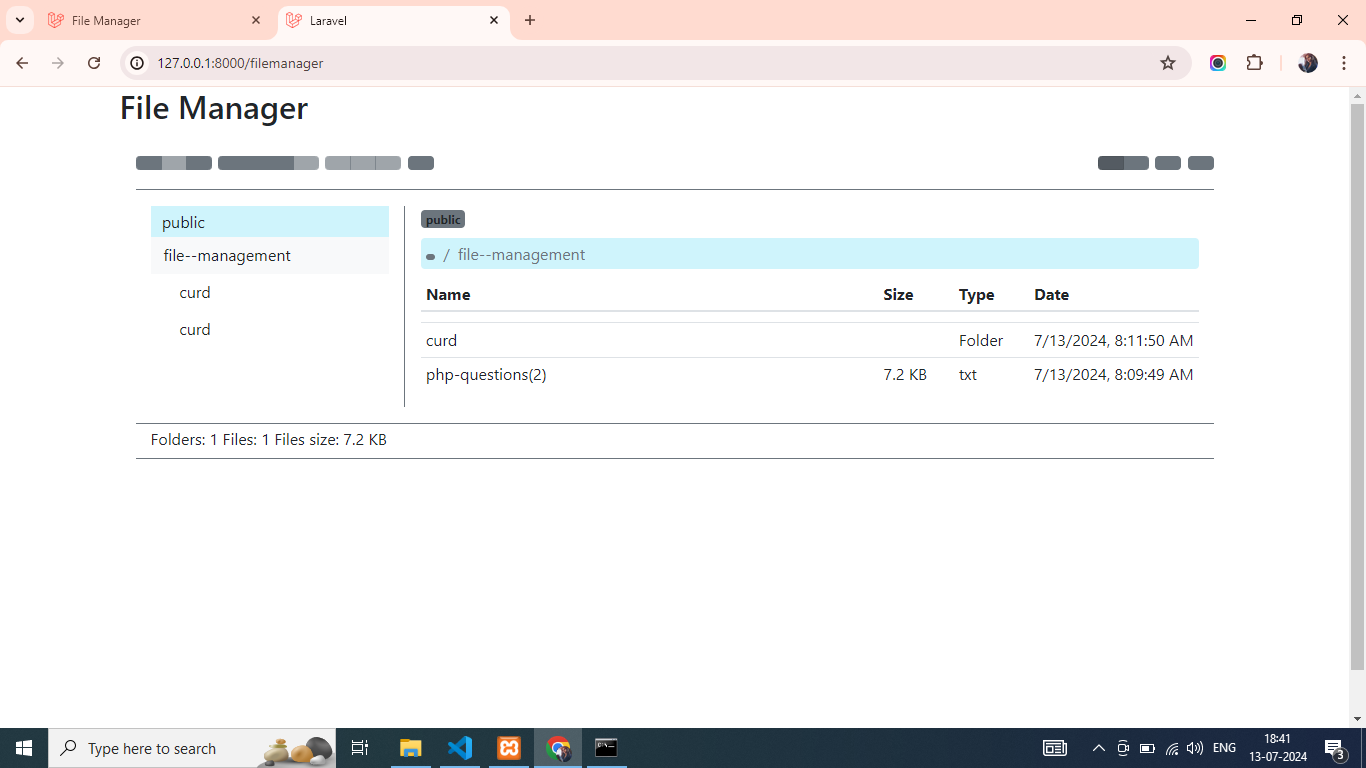 File Manager
Laravel
127.0.0.1:8000/filemanager
File Manager
public
file--management
curd
curd
public
/ file--management
Name Size Type Date
curd Folder 7/13/2024, 8:11:50 AM
php-questions(2) 7.2 KB txt 7/13/2024, 8:09:49 AM
Folders: 1 Files: 1 Files size: 7.2 KB
Type here to search
ENG
18:41
13-07-2024
3